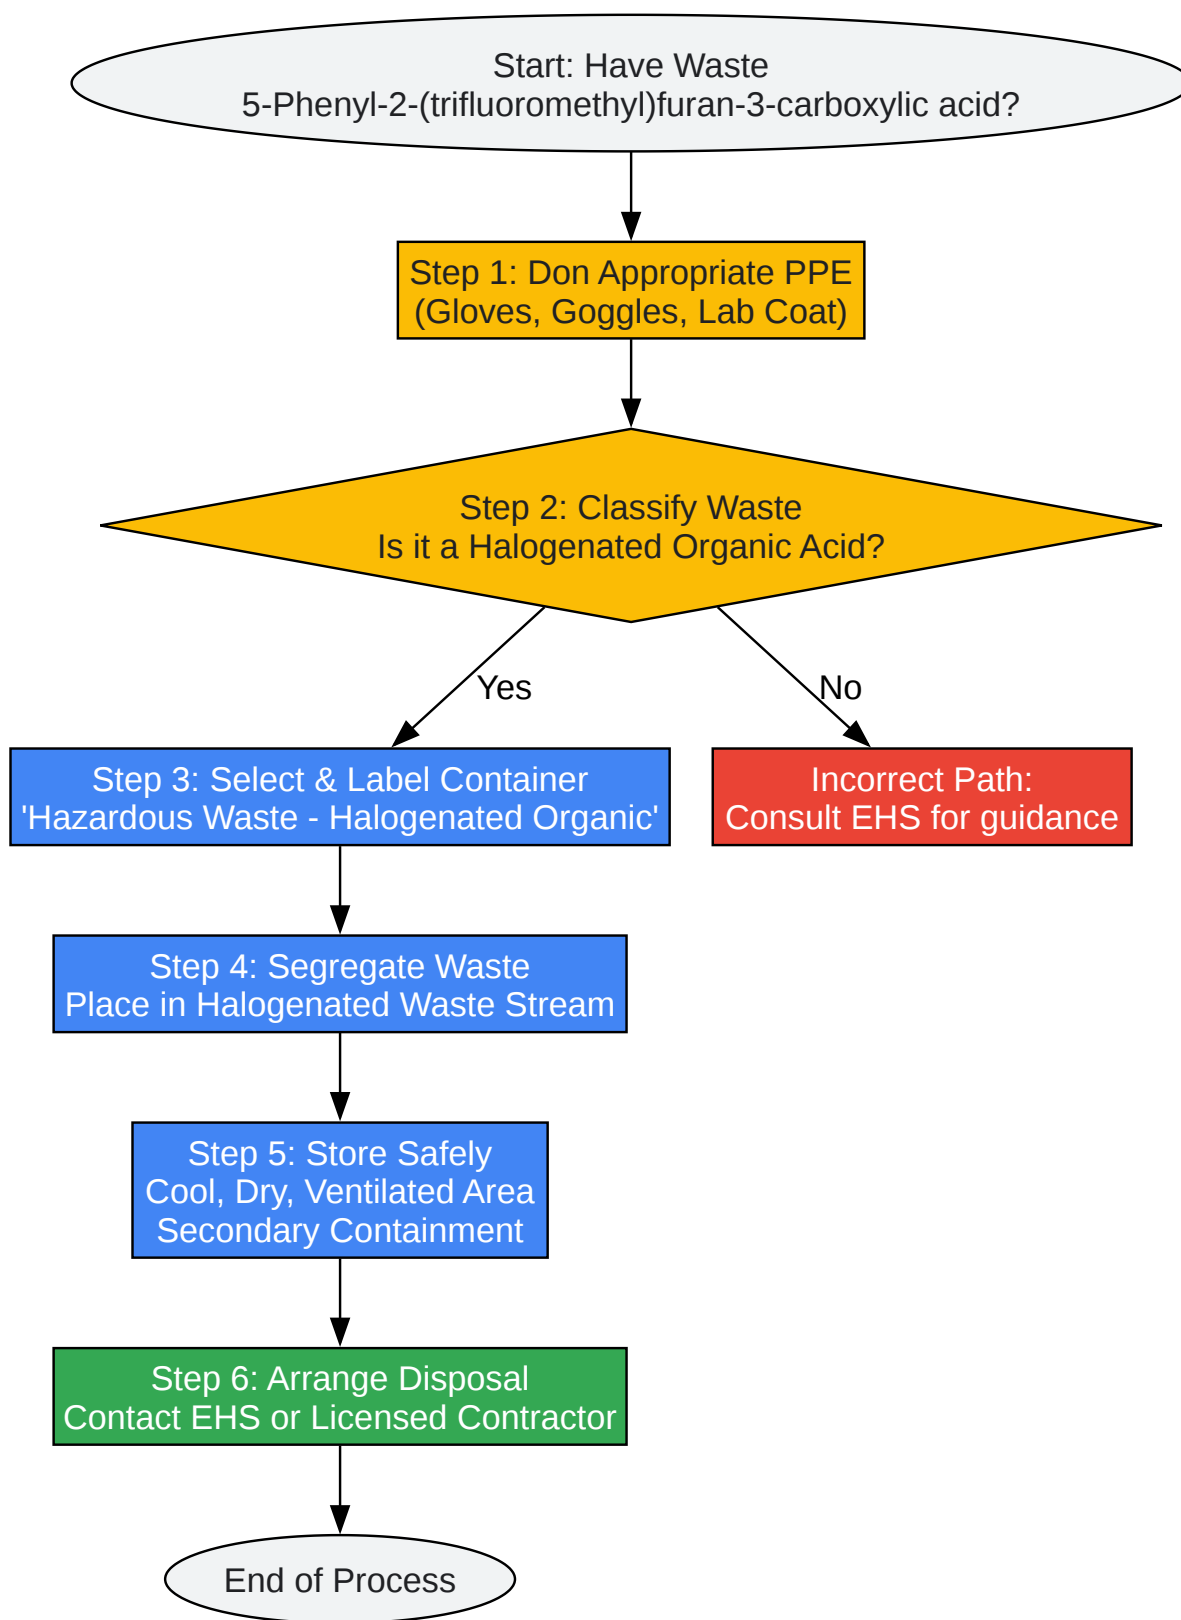 Start: Have Waste
5-Phenyl-2-(trifluoromethyl)furan-3-carboxylic acid?
Step 1: Don Appropriate PPE
(Gloves, Goggles, Lab Coat)
Step 2: Classify Waste
Is it a Halogenated Organic Acid?
Yes
No
Step 3: Select & Label Container
'Hazardous Waste - Halogenated Organic'
Incorrect Path:
Consult EHS for guidance
Step 4: Segregate Waste
Place in Halogenated Waste Stream
Step 5: Store Safely
Cool, Dry, Ventilated Area
Secondary Containment
Step 6: Arrange Disposal
Contact EHS or Licensed Contractor
End of Process